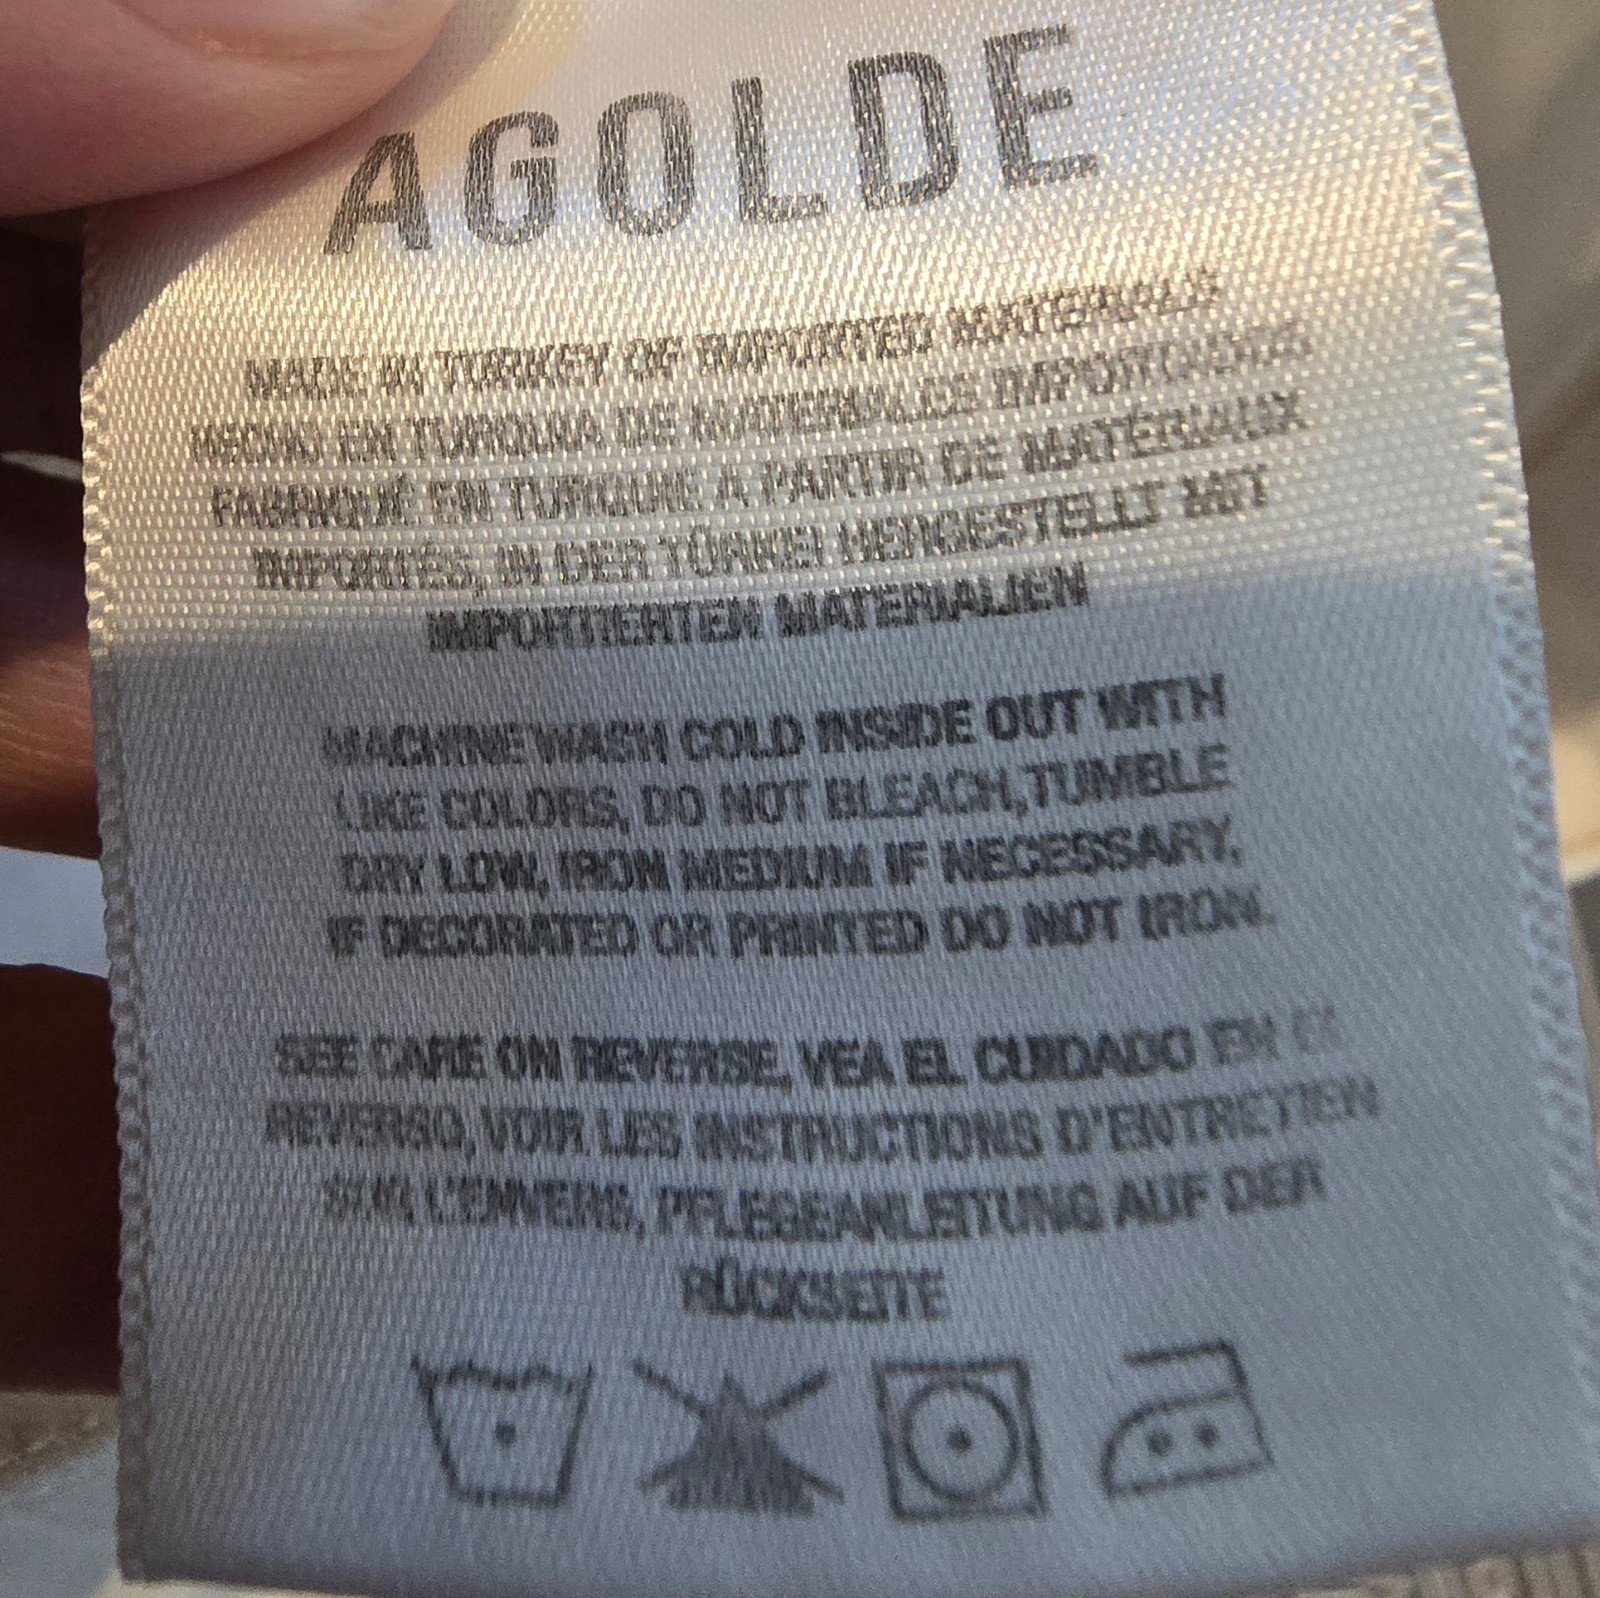 AGOLDE
MADE IN TURKEY OF IMPORTED MATERIALS
HECHO EN TURQUIA DE MATERIALES IMPORTADOS
FABRIQUÉ EN TURQUIE A PARTIR DE MATÉRIAUX
IMPORTÉS, IN DER TÜRKEI HERGESTELLT MIT
IMPORTIERTEN MATERIALIEN
MACHINE WASH COLD INSIDE OUT WITH
LIKE COLORS, DO NOT BLEACH, TUMBLE
DRY LOW, IRON MEDIUM IF NECESSARY,
IF DECORATED OR PRINTED DO NOT IRON.
SEE CARE ON REVERSE, VEA EL CUIDADO EN EL
REVERSO, VOIR LES INSTRUCTIONS D'ENTRETIEN
SUR L'ENVERS, PFLEGEANLEITUNG AUF DER
RÜCKSEITE